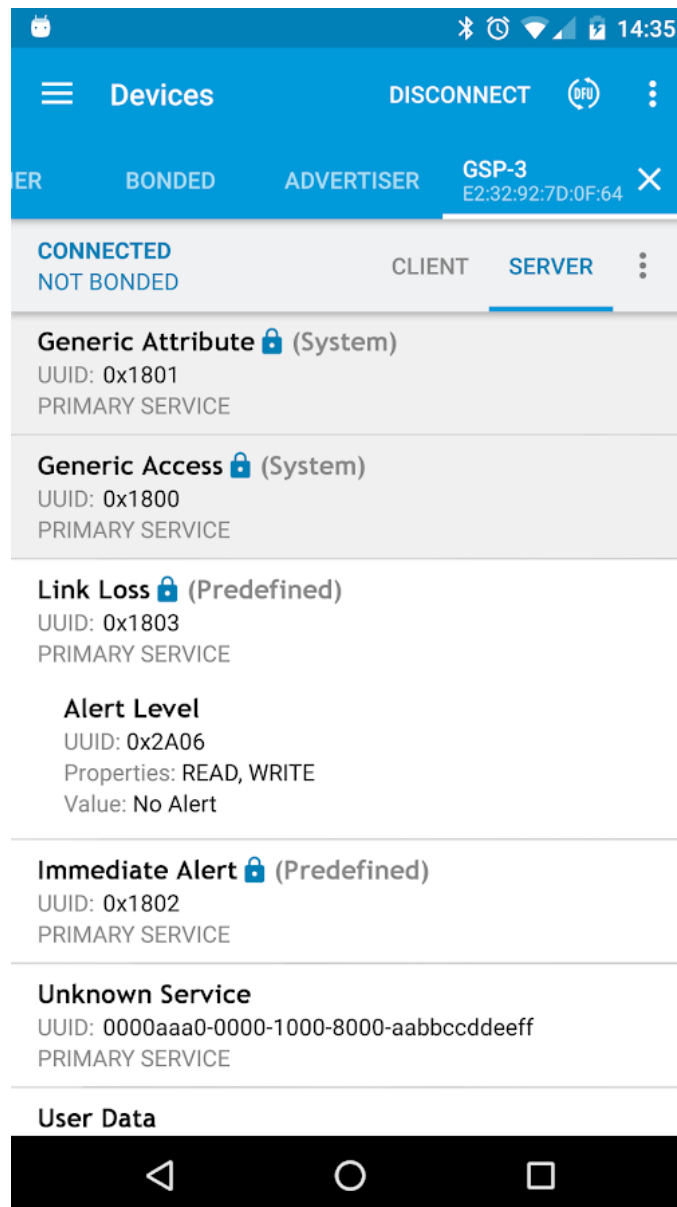 14:35
Devices
DISCONNECT
DFU
ER
BONDED
ADVERTISER
GSP-3
E2:32:92:7D:0F:64
CONNECTED
NOT BONDED
CLIENT
SERVER
Generic Attribute (System)
UUID: 0x1801
PRIMARY SERVICE
Generic Access (System)
UUID: 0x1800
PRIMARY SERVICE
Link Loss (Predefined)
UUID: 0x1803
PRIMARY SERVICE
Alert Level
UUID: 0x2A06
Properties: READ, WRITE
Value: No Alert
Immediate Alert (Predefined)
UUID: 0x1802
PRIMARY SERVICE
Unknown Service
UUID: 0000aaa0-0000-1000-8000-aabbccddeeff
PRIMARY SERVICE
User Data